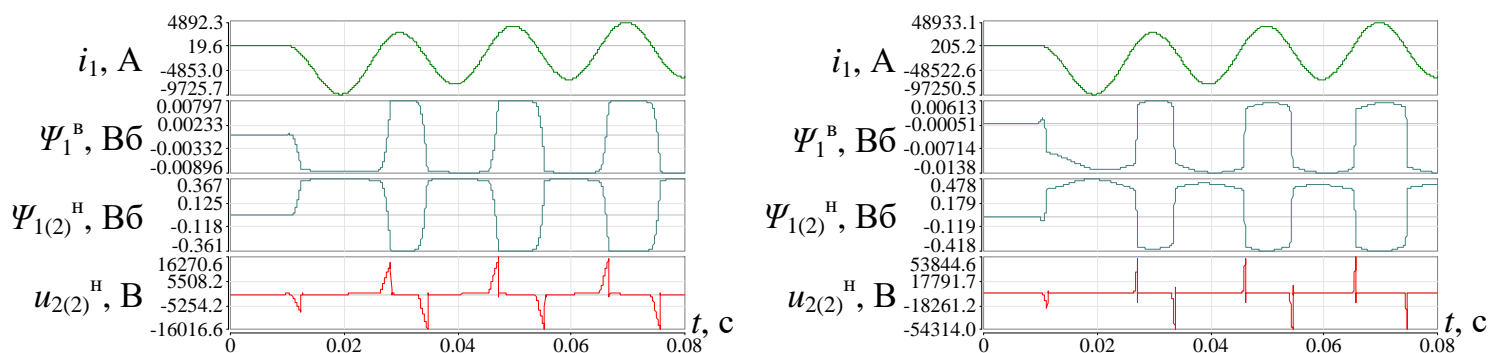 4892.3
19.6
-4853.0
-9725.7
i₁, А
0.00797
0.00233
-0.00332
-0.00896
Ψ₁ᴮ, Вб
0.367
0.125
-0.118
-0.361
Ψ₁₍₂₎ᴴ, Вб
16270.6
5508.2
-5254.2
-16016.6
u₂₍₂₎ᴴ, В
0 0.02 0.04 0.06 0.08
t, с
48933.1
205.2
-48522.6
-97250.5
i₁, А
0.00613
-0.00051
-0.00714
-0.0138
Ψ₁ᴮ, Вб
0.478
0.179
-0.119
-0.418
Ψ₁₍₂₎ᴴ, Вб
53844.6
17791.7
-18261.2
-54314.0
u₂₍₂₎ᴴ, В
0 0.02 0.04 0.06 0.08
t, с